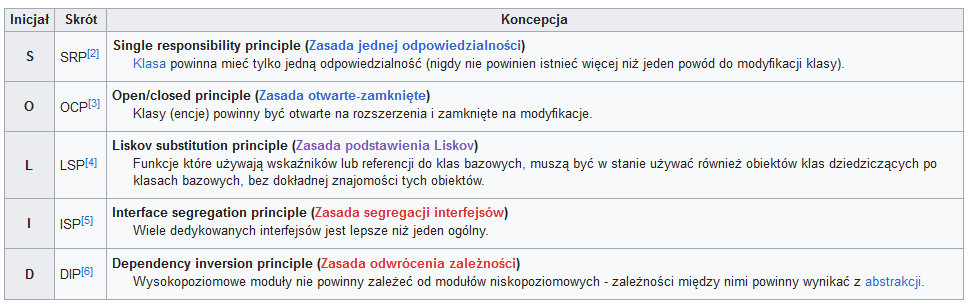 Inicjał Skrót Koncepcja
S SRP[2] Single responsibility principle (Zasada jednej odpowiedzialności)
Klasa powinna mieć tylko jedną odpowiedzialność (nigdy nie powinien istnieć więcej niż jeden powód do modyfikacji klasy).
O OCP[3] Open/closed principle (Zasada otwarte-zamknięte)
Klasy (encje) powinny być otwarte na rozszerzenia i zamknięte na modyfikacje.
L LSP[4] Liskov substitution principle (Zasada podstawienia Liskov)
Funkcje które używają wskaźników lub referencji do klas bazowych, muszą być w stanie używać również obiektów klas dziedziczących po
klasach bazowych, bez dokładnej znajomości tych obiektów.
I ISP[5] Interface segregation principle (Zasada segregacji interfejsów)
Wiele dedykowanych interfejsów jest lepsze niż jeden ogólny.
D DIP[6] Dependency inversion principle (Zasada odwrócenia zależności)
Wysokopoziomowe moduły nie powinny zależeć od modułów niskopoziomowych - zależności między nimi powinny wynikać z abstrakcji.